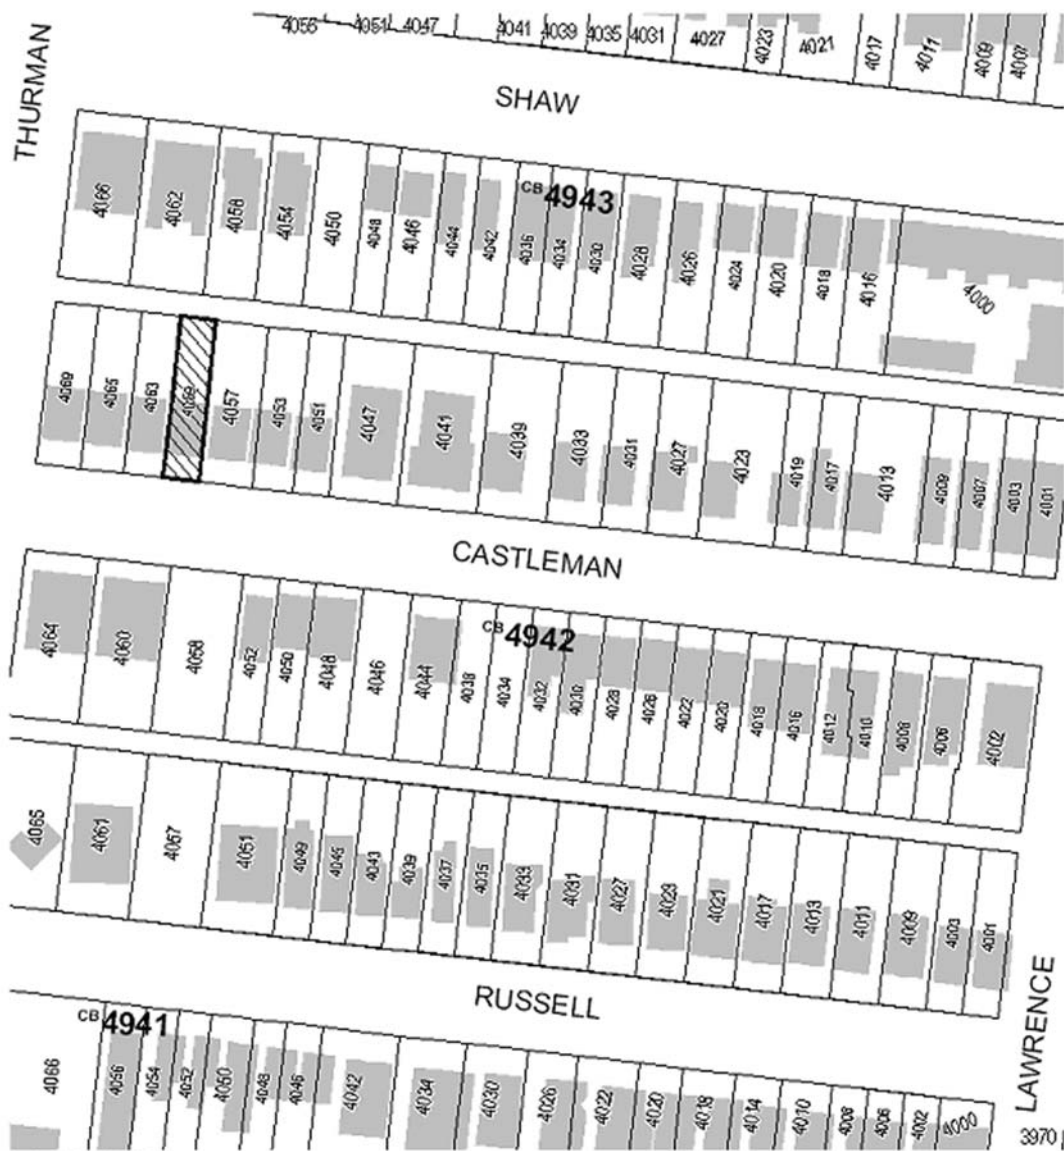 4056 4051 4047 4041 4039 4035 4031 4027 4023 4021 4017 4011 4009 4007
THURMAN
SHAW
CB 4943
4066 4062 4058 4054 4050 4048 4046 4044 4042 4036 4034 4030 4028 4026 4024 4020 4018 4016 4000
4069 4065 4063 4059 4057 4053 4051 4047 4041 4039 4033 4031 4027 4023 4019 4017 4013 4009 4007 4003 4001
CASTLEMAN
CB 4942
4064 4060 4058 4052 4050 4048 4046 4044 4038 4034 4032 4030 4028 4026 4022 4020 4018 4016 4012 4010 4008 4006 4002
4065 4061 4057 4051 4049 4045 4043 4039 4037 4035 4033 4031 4027 4023 4021 4017 4013 4011 4009 4003 4001
RUSSELL
LAWRENCE
CB 4941
4066 4056 4054 4052 4050 4048 4046 4042 4034 4030 4026 4022 4020 4018 4014 4010 4008 4006 4002 4000
3970